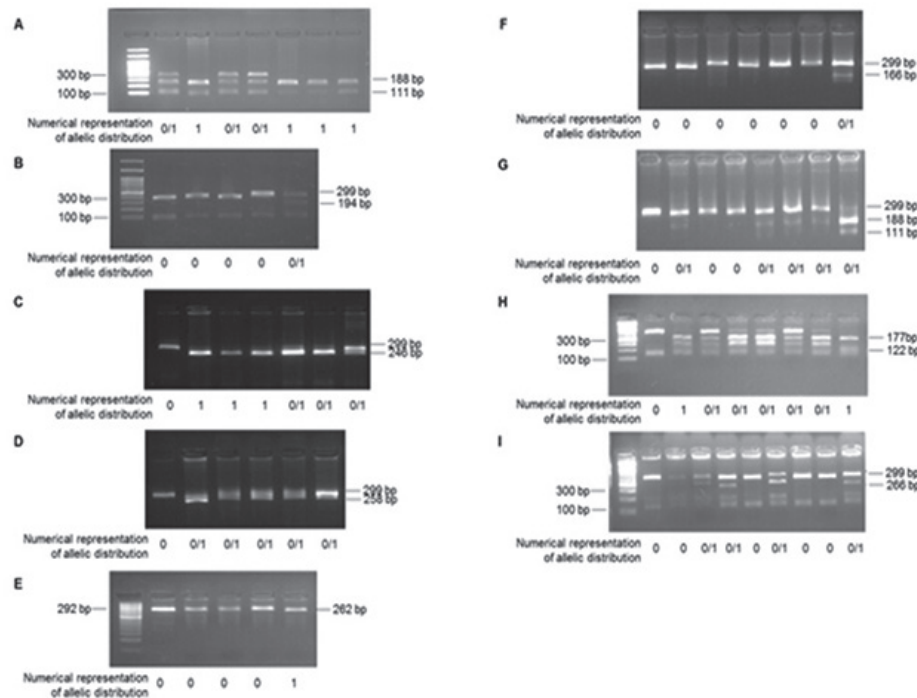 A
300 bp
100 bp
188 bp
111 bp
Numerical representation
of allelic distribution
0/1 1 0/1 0/1 1 1 1
B
300 bp
100 bp
299 bp
194 bp
Numerical representation
of allelic distribution
0 0 0 0 0/1
C
299 bp
246 bp
Numerical representation
of allelic distribution
0 1 1 1 0/1 0/1 0/1
D
299 bp
258 bp
Numerical representation
of allelic distribution
0 0/1 0/1 0/1 0/1 0/1
E
292 bp
262 bp
Numerical representation
of allelic distribution
0 0 0 0 1
F
299 bp
166 bp
Numerical representation
of allelic distribution
0 0 0 0 0 0 0/1
G
299 bp
188 bp
111 bp
Numerical representation
of allelic distribution
0 0/1 0 0 0/1 0/1 0/1 0/1
H
300 bp
100 bp
177bp
122 bp
Numerical representation
of allelic distribution
0 1 0/1 0/1 0/1 0/1 0/1 1
I
300 bp
100 bp
299 bp
266 bp
Numerical representation
of allelic distribution
0 0 0/1 0/1 0 0/1 0 0 0/1